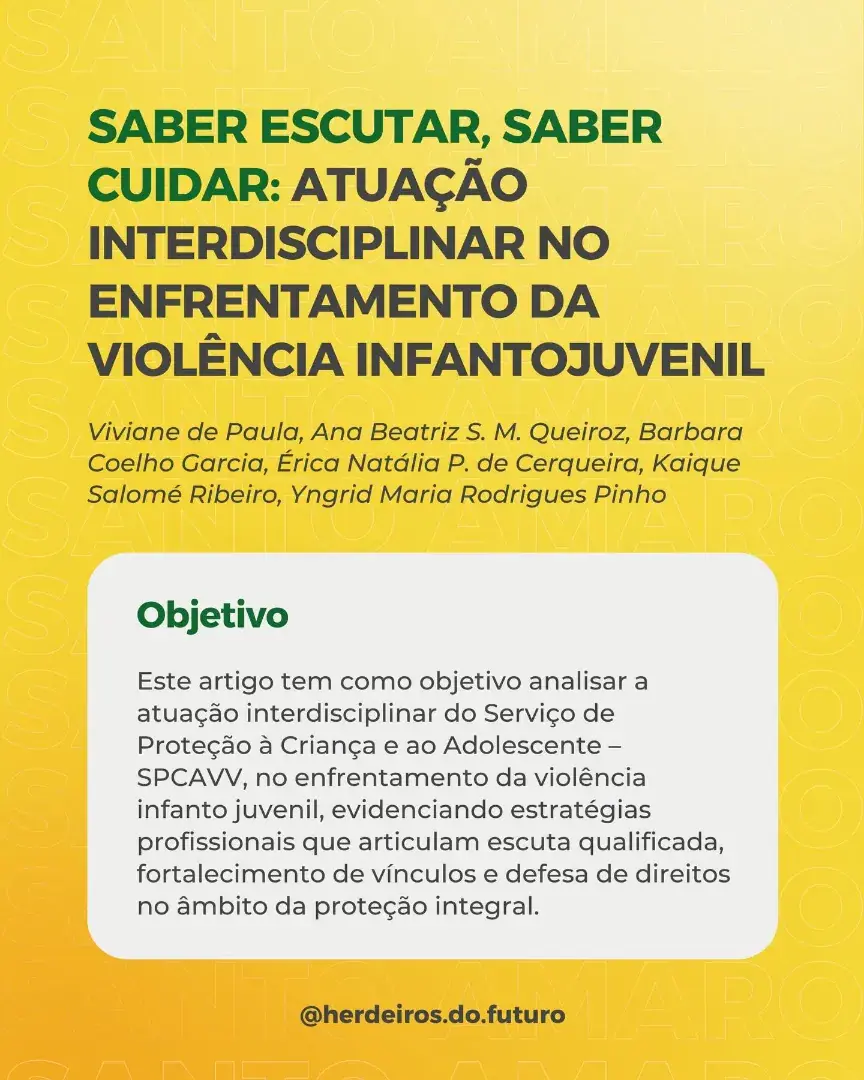 SABER ESCUTAR, SABER
CUIDAR: ATUAÇÃO
INTERDISCIPLINAR NO
ENFRENTAMENTO DA
VIOLÊNCIA INFANTOJUVENIL
Viviane de Paula, Ana Beatriz S. M. Queiroz, Barbara
Coelho Garcia, Érica Natália P. de Cerqueira, Kaique
Salomé Ribeiro, Yngrid Maria Rodrigues Pinho
Objetivo
Este artigo tem como objetivo analisar a
atuação interdisciplinar do Serviço de
Proteção à Criança e ao Adolescente –
SPCAVV, no enfrentamento da violência
infanto juvenil, evidenciando estratégias
profissionais que articulam escuta qualificada,
fortalecimento de vínculos e defesa de direitos
no âmbito da proteção integral.
@herdeiros.do.futuro
SANTO AMARO